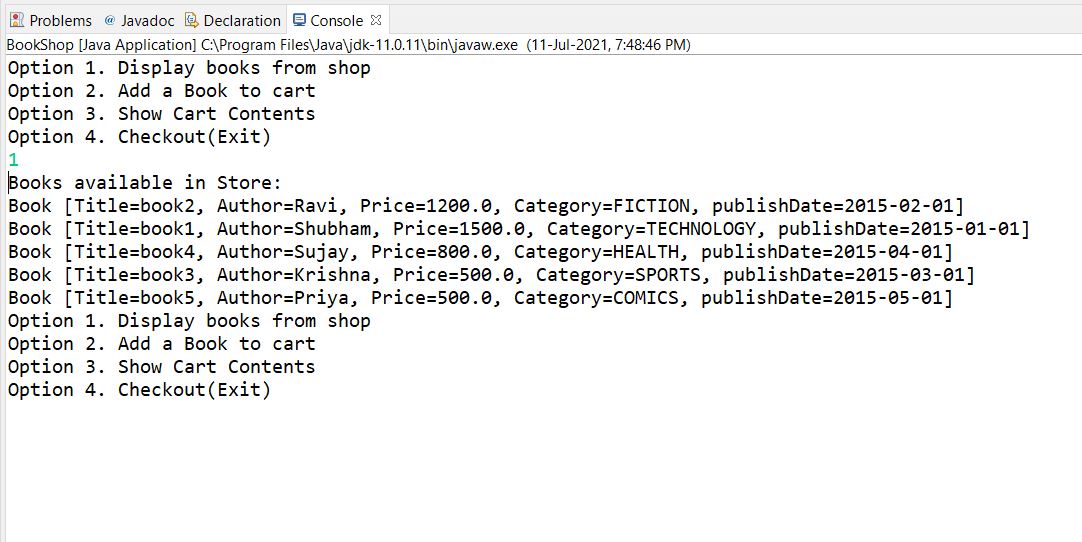 Problems @ Javadoc Declaration Console
BookShop [Java Application] C:\Program Files\Java\jdk-11.0.11\bin\javaw.exe (11-Jul-2021, 7:48:46 PM)
Option 1. Display books from shop
Option 2. Add a Book to cart
Option 3. Show Cart Contents
Option 4. Checkout(Exit)
1
Books available in Store:
Book [Title=book2, Author=Ravi, Price=1200.0, Category=FICTION, publishDate=2015-02-01]
Book [Title=book1, Author=Shubham, Price=1500.0, Category=TECHNOLOGY, publishDate=2015-01-01]
Book [Title=book4, Author=Sujay, Price=800.0, Category=HEALTH, publishDate=2015-04-01]
Book [Title=book3, Author=Krishna, Price=500.0, Category=SPORTS, publishDate=2015-03-01]
Book [Title=book5, Author=Priya, Price=500.0, Category=COMICS, publishDate=2015-05-01]
Option 1. Display books from shop
Option 2. Add a Book to cart
Option 3. Show Cart Contents
Option 4. Checkout(Exit)